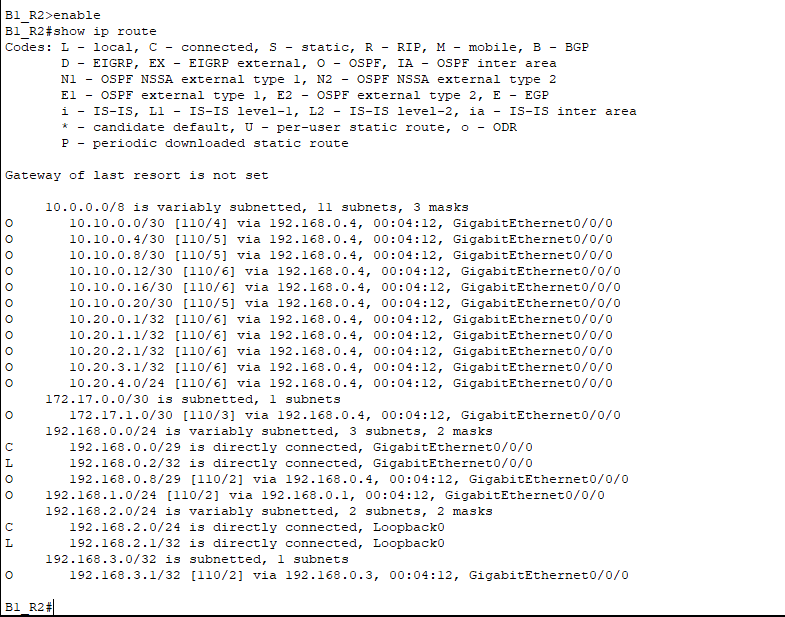 B1_R2>enable
B1_R2#show ip route
Codes: L - local, C - connected, S - static, R - RIP, M - mobile, B - BGP
       D - EIGRP, EX - EIGRP external, O - OSPF, IA - OSPF inter area
       N1 - OSPF NSSA external type 1, N2 - OSPF NSSA external type 2
       E1 - OSPF external type 1, E2 - OSPF external type 2, E - EGP
       i - IS-IS, L1 - IS-IS level-1, L2 - IS-IS level-2, ia - IS-IS inter area
       * - candidate default, U - per-user static route, o - ODR
       P - periodic downloaded static route

Gateway of last resort is not set

     10.0.0.0/8 is variably subnetted, 11 subnets, 3 masks
O       10.10.0.0/30 [110/4] via 192.168.0.4, 00:04:12, GigabitEthernet0/0/0
O       10.10.0.4/30 [110/5] via 192.168.0.4, 00:04:12, GigabitEthernet0/0/0
O       10.10.0.8/30 [110/5] via 192.168.0.4, 00:04:12, GigabitEthernet0/0/0
O       10.10.0.12/30 [110/6] via 192.168.0.4, 00:04:12, GigabitEthernet0/0/0
O       10.10.0.16/30 [110/6] via 192.168.0.4, 00:04:12, GigabitEthernet0/0/0
O       10.10.0.20/30 [110/5] via 192.168.0.4, 00:04:12, GigabitEthernet0/0/0
O       10.20.0.1/32 [110/6] via 192.168.0.4, 00:04:12, GigabitEthernet0/0/0
O       10.20.1.1/32 [110/6] via 192.168.0.4, 00:04:12, GigabitEthernet0/0/0
O       10.20.2.1/32 [110/6] via 192.168.0.4, 00:04:12, GigabitEthernet0/0/0
O       10.20.3.1/32 [110/6] via 192.168.0.4, 00:04:12, GigabitEthernet0/0/0
O       10.20.4.0/24 [110/6] via 192.168.0.4, 00:04:12, GigabitEthernet0/0/0
     172.17.0.0/30 is subnetted, 1 subnets
O       172.17.1.0/30 [110/3] via 192.168.0.4, 00:04:12, GigabitEthernet0/0/0
     192.168.0.0/24 is variably subnetted, 3 subnets, 2 masks
C       192.168.0.0/29 is directly connected, GigabitEthernet0/0/0
L       192.168.0.2/32 is directly connected, GigabitEthernet0/0/0
O       192.168.0.8/29 [110/2] via 192.168.0.4, 00:04:12, GigabitEthernet0/0/0
O    192.168.1.0/24 [110/2] via 192.168.0.1, 00:04:12, GigabitEthernet0/0/0
     192.168.2.0/24 is variably subnetted, 2 subnets, 2 masks
C       192.168.2.0/24 is directly connected, Loopback0
L       192.168.2.1/32 is directly connected, Loopback0
     192.168.3.0/32 is subnetted, 1 subnets
O       192.168.3.1/32 [110/2] via 192.168.0.3, 00:04:12, GigabitEthernet0/0/0

B1_R2#